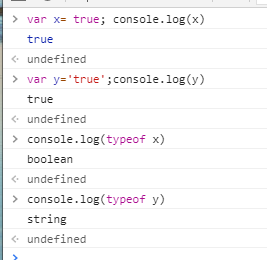 > var x= true; console.log(x)
true
<· undefined
> var y='true';console.log(y)
true
<· undefined
> console.log(typeof x)
boolean
<· undefined
> console.log(typeof y)
string
<· undefined
>